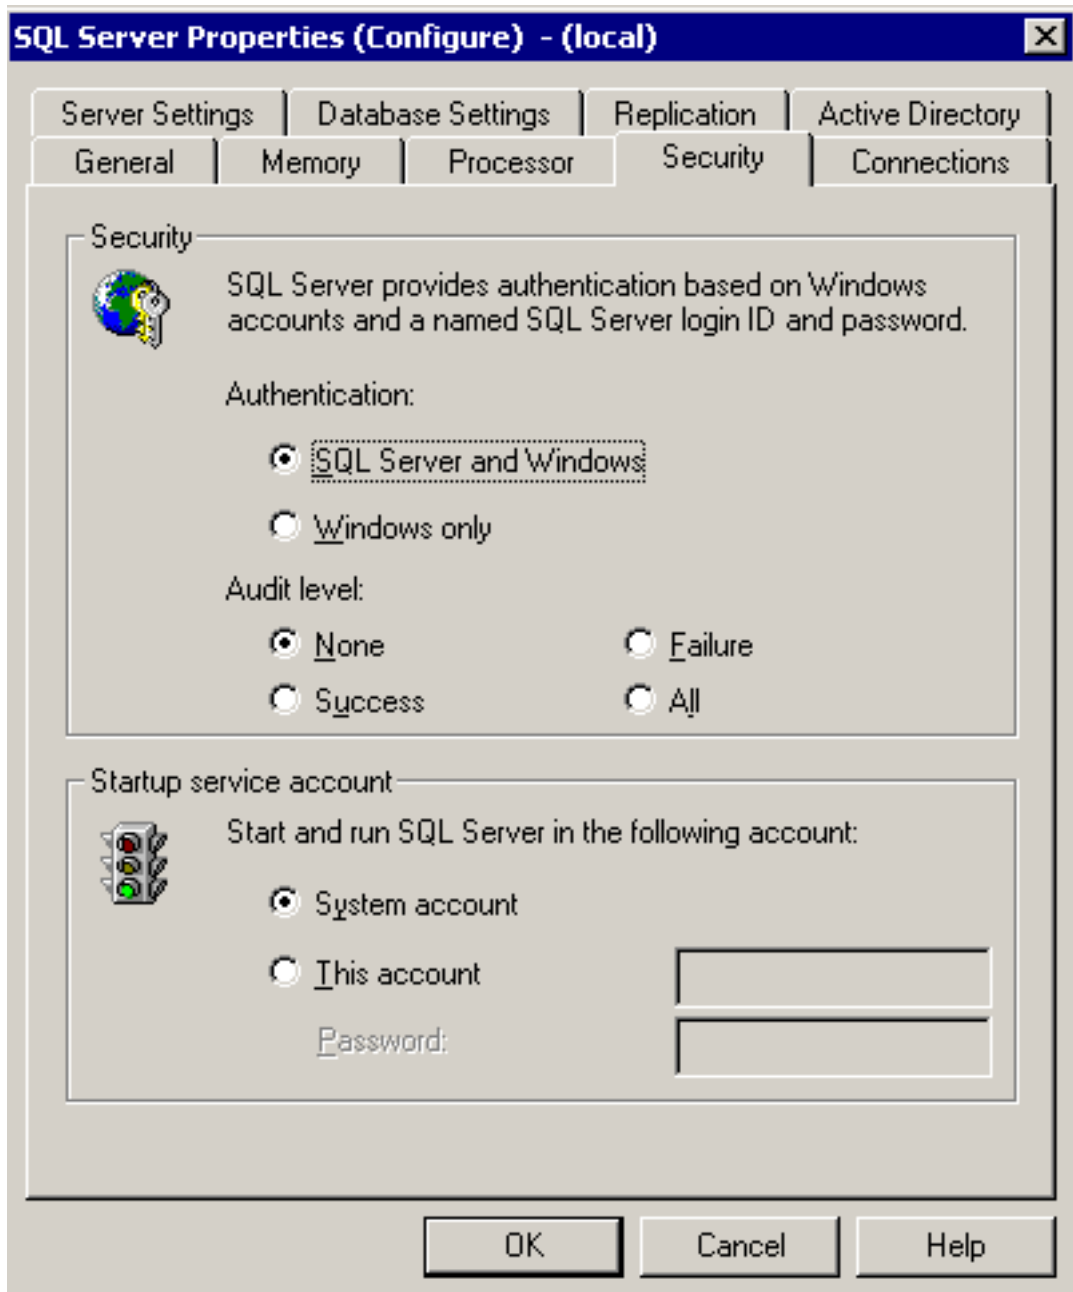 SQL Server Properties (Configure) - (local)
Server Settings
Database Settings
Replication
Active Directory
General
Memory
Processor
Security
Connections
Security
SQL Server provides authentication based on Windows
accounts and a named SQL Server login ID and password.
Authentication:
SQL Server and Windows
Windows only
Audit level:
None
Failure
Success
All
Startup service account
Start and run SQL Server in the following account:
System account
This account
Password:
OK
Cancel
Help